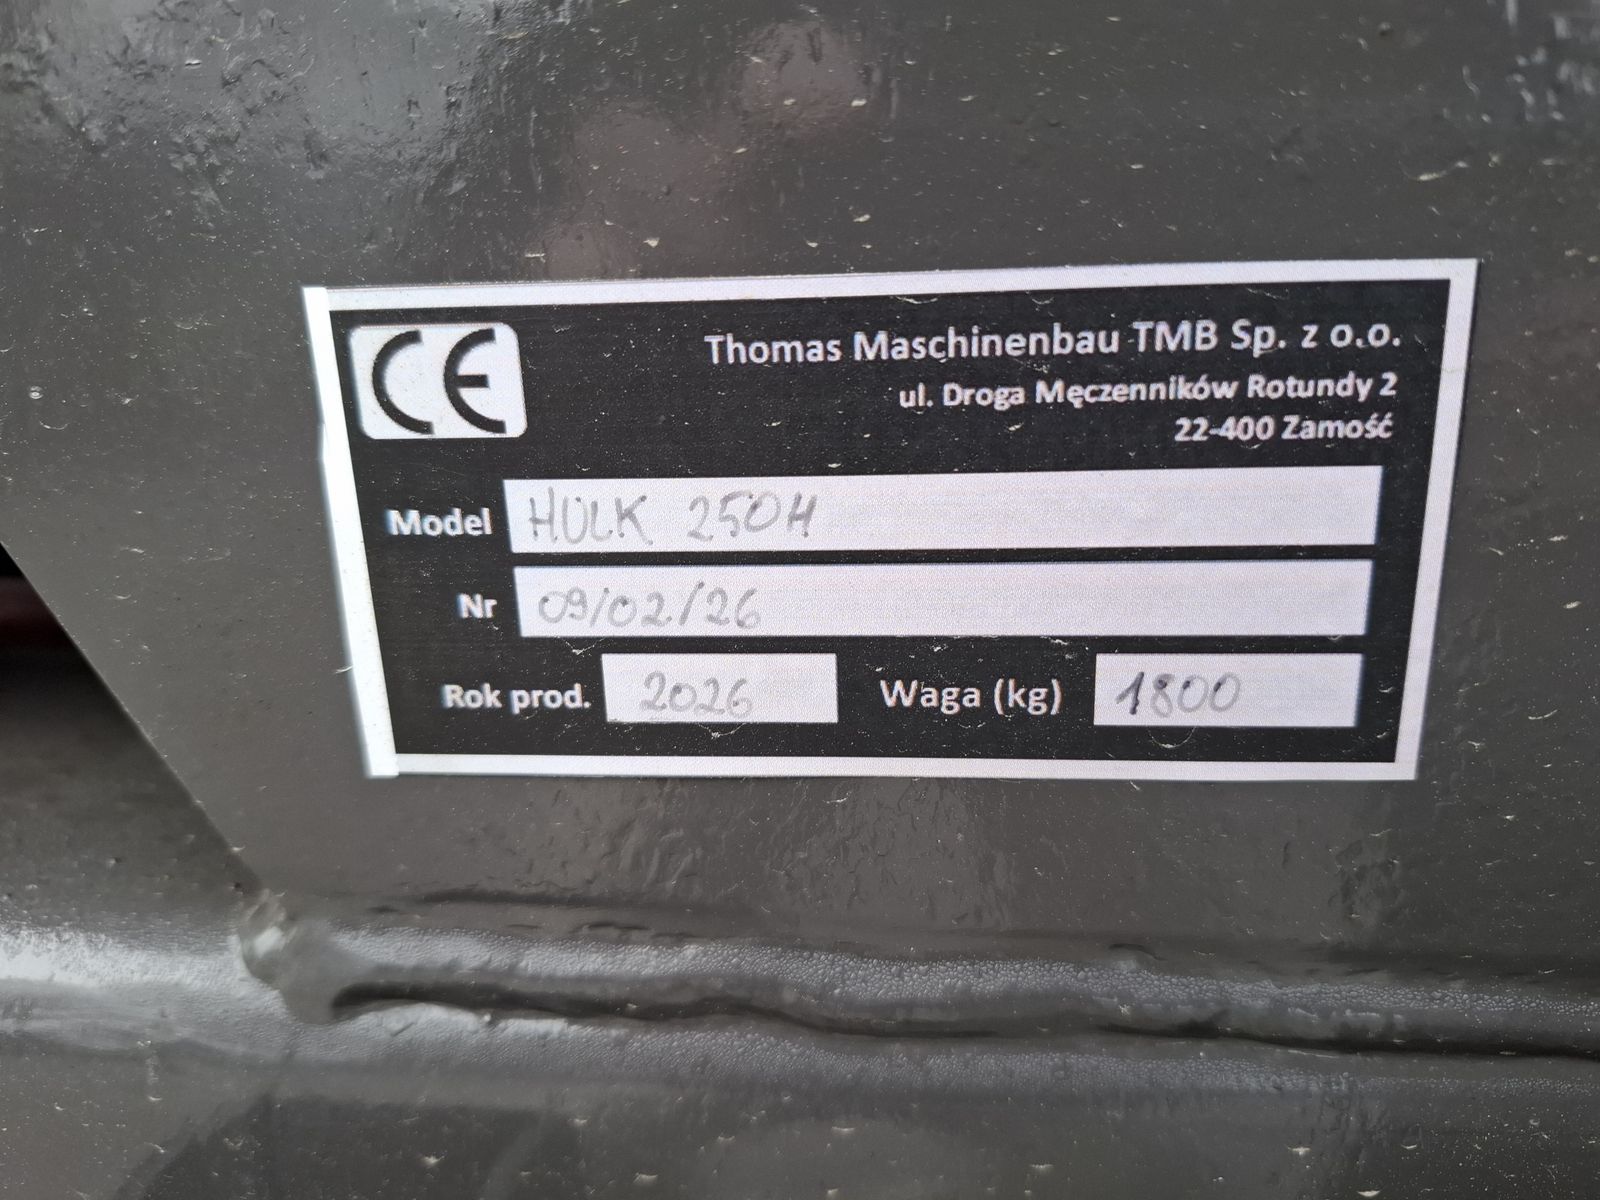 CE
Thomas Maschinenbau TMB Sp. z o.o.
ul. Droga Męczenników Rotundy 2
22-400 Zamość
Model HULK 250H
Nr 09/02/26
Rok prod. 2026 Waga (kg) 1800